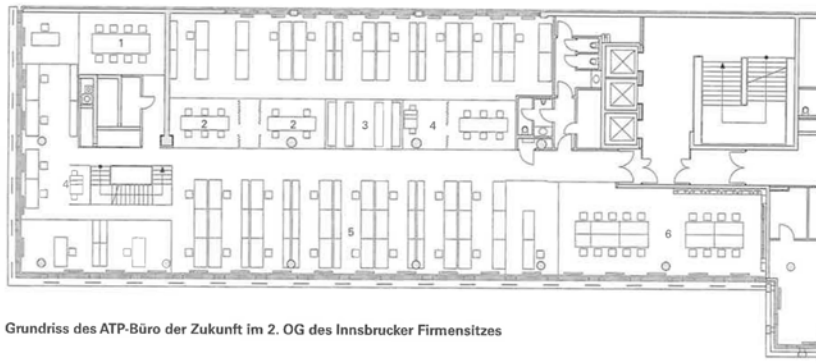 1
2 2 3 4
4
5 6
Grundriss des ATP-Büro der Zukunft im 2. OG des Innsbrucker Firmensitzes